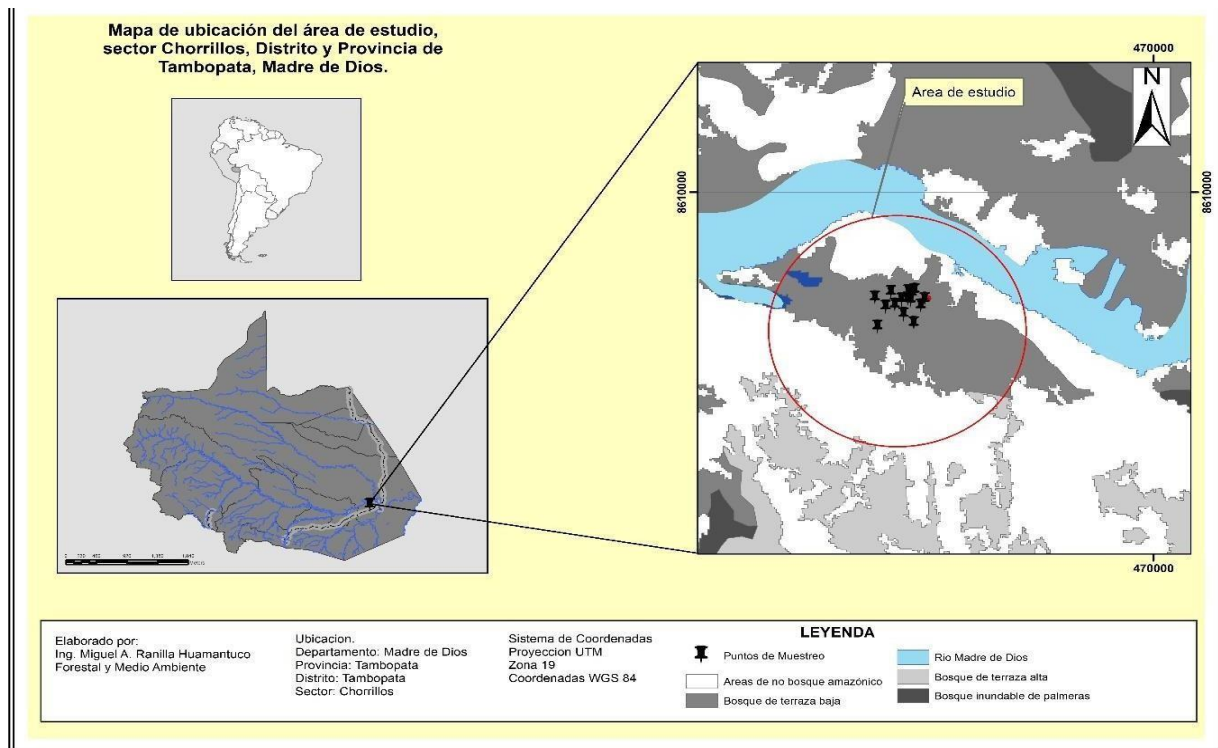 Mapa de ubicación del área de estudio,
sector Chorrillos, Distrito y Provincia de
Tambopata, Madre de Dios.
470000
N
Area de estudio
8610000
8610000
470000
Elaborado por:
Ing. Miguel A. Ranilla Huamantuco
Forestal y Medio Ambiente
Ubicacion.
Departamento: Madre de Dios
Provincia: Tambopata
Distrito: Tambopata
Sector: Chorrillos
Sistema de Coordenadas
Proyeccion UTM
Zona 19
Coordenadas WGS 84
LEYENDA
Puntos de Muestreo
Areas de no bosque amazónico
Bosque de terraza baja
Rio Madre de Dios
Bosque de terraza alta
Bosque inundable de palmeras